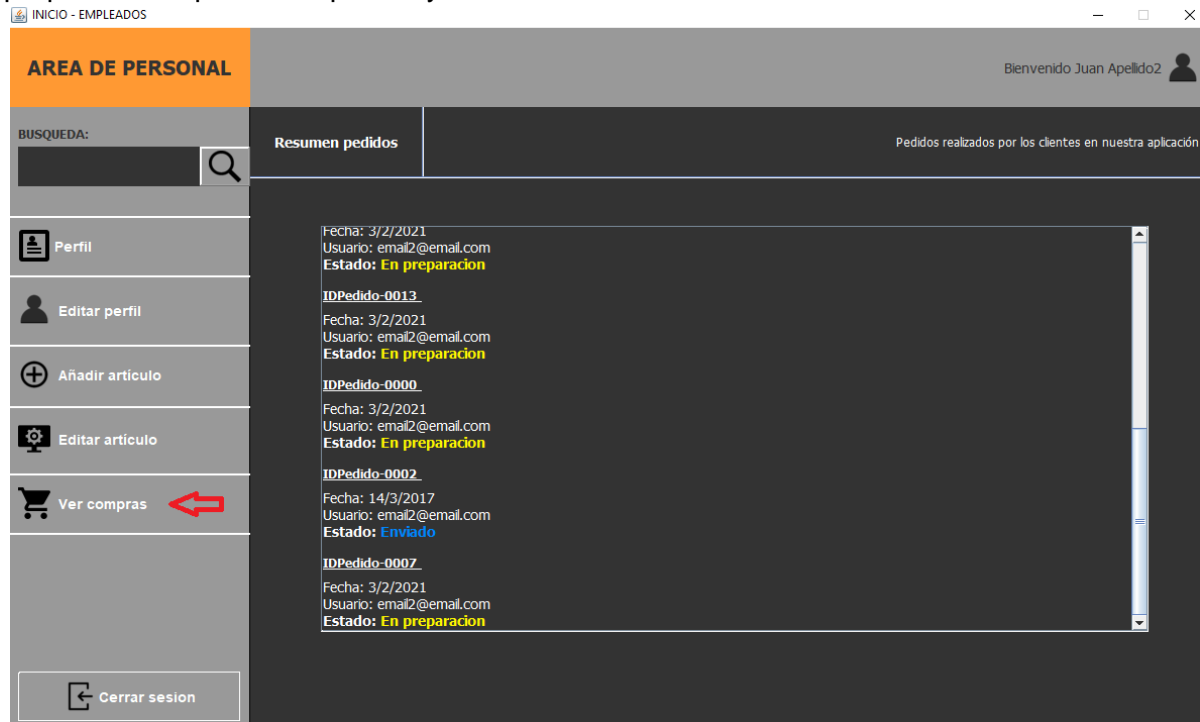 INICIO - EMPLEADOS
AREA DE PERSONAL
Bienvenido Juan Apellido2
BUSQUEDA:
Resumen pedidos
Pedidos realizados por los clientes en nuestra aplicación
Perfil
Editar perfil
Añadir artículo
Editar artículo
Ver compras
Cerrar sesion
Fecha: 3/2/2021
Usuario: email2@email.com
Estado: En preparacion
IDPedido-0013
Fecha: 3/2/2021
Usuario: email2@email.com
Estado: En preparacion
IDPedido-0000
Fecha: 3/2/2021
Usuario: email2@email.com
Estado: En preparacion
IDPedido-0002
Fecha: 14/3/2017
Usuario: email2@email.com
Estado: Enviado
IDPedido-0007
Fecha: 3/2/2021
Usuario: email2@email.com
Estado: En preparacion